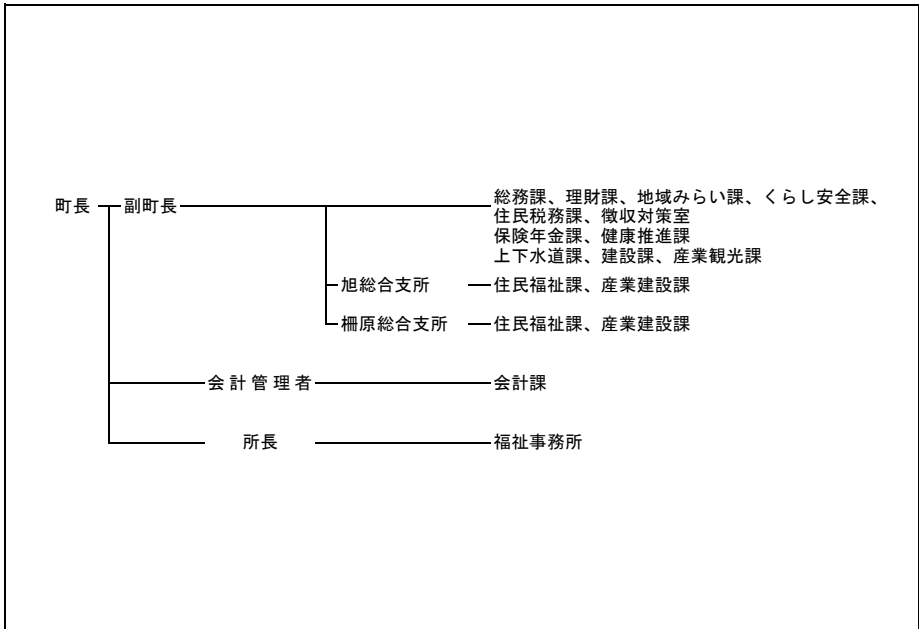 総務課、理財課、地域みらい課、くらし安全課、
町長 副町長
住民税務課、徴収対策室
保険年金課、健康推進課
上下水道課、建設課、産業観光課
旭総合支所 住民福祉課、産業建設課
柵原総合支所 住民福祉課、産業建設課
会計管理者 会計課
所長 福祉事務所